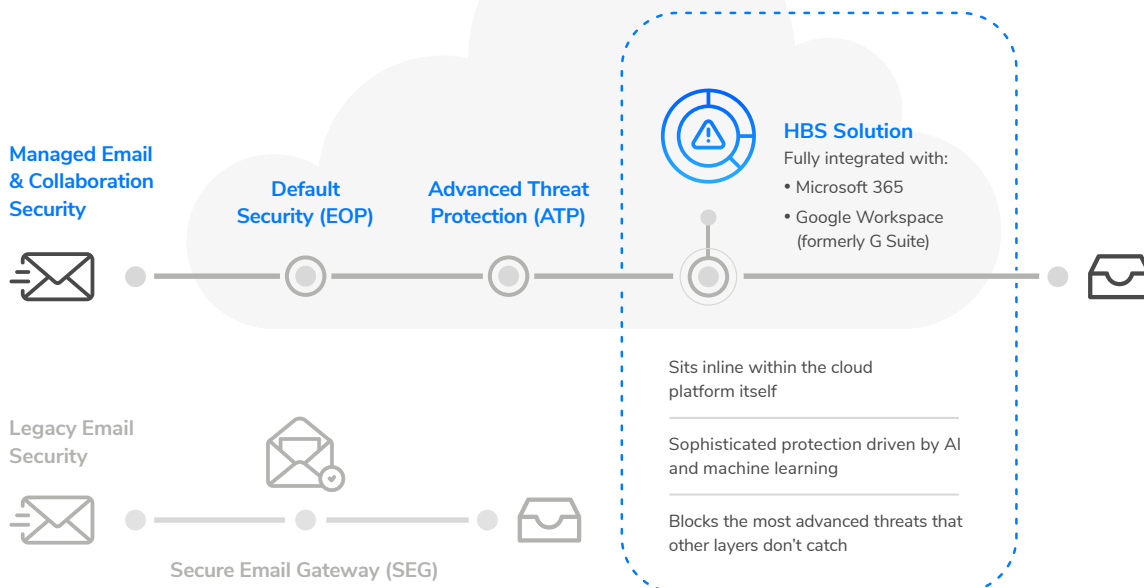 Managed Email
& Collaboration
Security
Default
Security (EOP)
Advanced Threat
Protection (ATP)
HBS Solution
Fully integrated with:
• Microsoft 365
• Google Workspace
(formerly G Suite)
Sits inline within the cloud
platform itself
Sophisticated protection driven by AI
and machine learning
Blocks the most advanced threats that
other layers don’t catch
Legacy Email
Security
Secure Email Gateway (SEG)